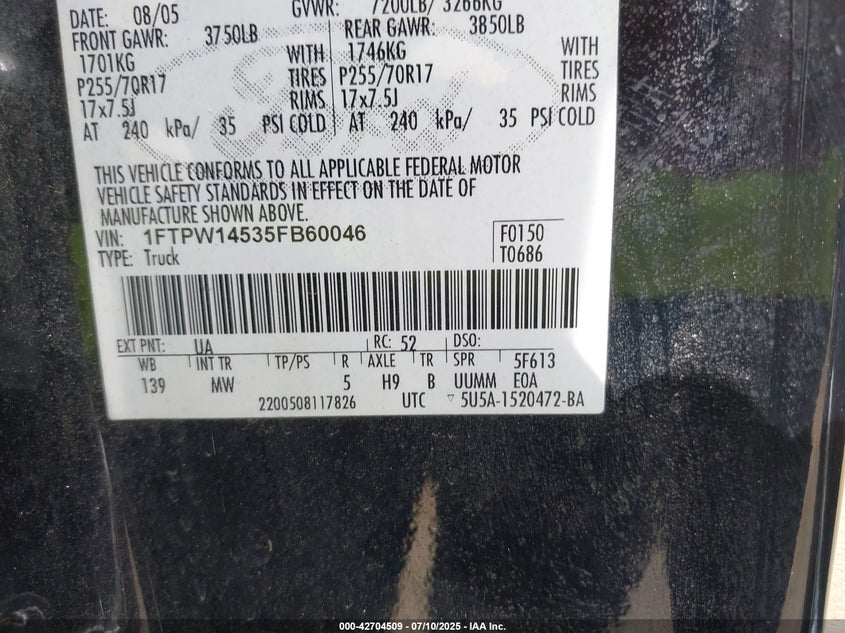 DATE: 08/05 GVWR: 7200LB/ 3266KG
FRONT GAWR: 3750LB REAR GAWR: 3850LB
1701KG WITH 1746KG WITH
P255/70R17 TIRES P255/70R17 TIRES
17x7.5J RIMS 17x7.5J RIMS
AT 240 kPa/ 35 PSI COLD AT 240 kPa/ 35 PSI COLD
THIS VEHICLE CONFORMS TO ALL APPLICABLE FEDERAL MOTOR
VEHICLE SAFETY STANDARDS IN EFFECT ON THE DATE OF
MANUFACTURE SHOWN ABOVE.
VIN: 1FTPW14535FB60046 F0150
TYPE: Truck T0686
EXT PNT: UA RC: 52 DSO:
WB INT TR TP/PS R AXLE TR SPR 5F613
139 MW 5 H9 B UUMM EOA
2200508117826 UTC ▽ 5U5A-1520472-BA
000-42704509 - 07/10/2025 - IAA Inc.